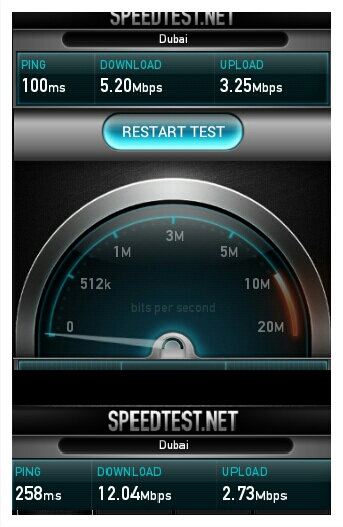 SPEEDTEST.NET
Dubai
PING DOWNLOAD UPLOAD
100ms 5.20Mbps 3.25Mbps
RESTART TEST
3M
1M 5M
512k 10M
bits per second
0 20M
SPEEDTEST.NET
Dubai
PING DOWNLOAD UPLOAD
258ms 12.04Mbps 2.73Mbps